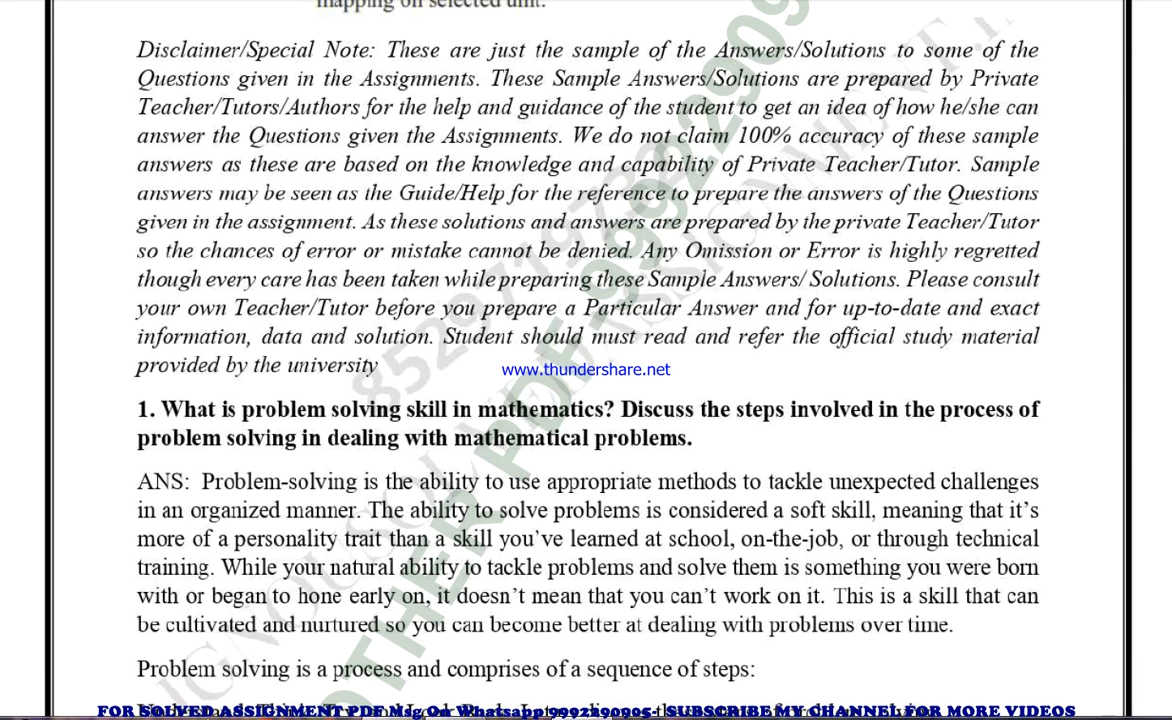 mapping on selected unit.
Disclaimer/Special Note: These are just the sample of the Answers/Solutions to some of the
Questions given in the Assignments. These Sample Answers/Solutions are prepared by Private
Teacher/Tutors/Authors for the help and guidance of the student to get an idea of how he/she can
answer the Questions given the Assignments. We do not claim 100% accuracy of these sample
answers as these are based on the knowledge and capability of Private Teacher/Tutor. Sample
answers may be seen as the Guide/Help for the reference to prepare the answers of the Questions
given in the assignment. As these solutions and answers are prepared by the private Teacher/Tutor
so the chances of error or mistake cannot be denied. Any Omission or Error is highly regretted
though every care has been taken while preparing these Sample Answers/ Solutions. Please consult
your own Teacher/Tutor before you prepare a Particular Answer and for up-to-date and exact
information, data and solution. Student should must read and refer the official study material
provided by the university
www.thundershare.net
1. What is problem solving skill in mathematics? Discuss the steps involved in the process of
problem solving in dealing with mathematical problems.
ANS: Problem-solving is the ability to use appropriate methods to tackle unexpected challenges
in an organized manner. The ability to solve problems is considered a soft skill, meaning that it's
more of a personality trait than a skill you've learned at school, on-the-job, or through technical
training. While your natural ability to tackle problems and solve them is something you were born
with or began to hone early on, it doesn't mean that you can't work on it. This is a skill that can
be cultivated and nurtured so you can become better at dealing with problems over time.
Problem solving is a process and comprises of a sequence of steps:
FOR SOLVED ASSIGNMENT PDF Msg On Whatsapp 9992290905- SUBSCRIBE MY CHANNEL FOR MORE VIDEOS